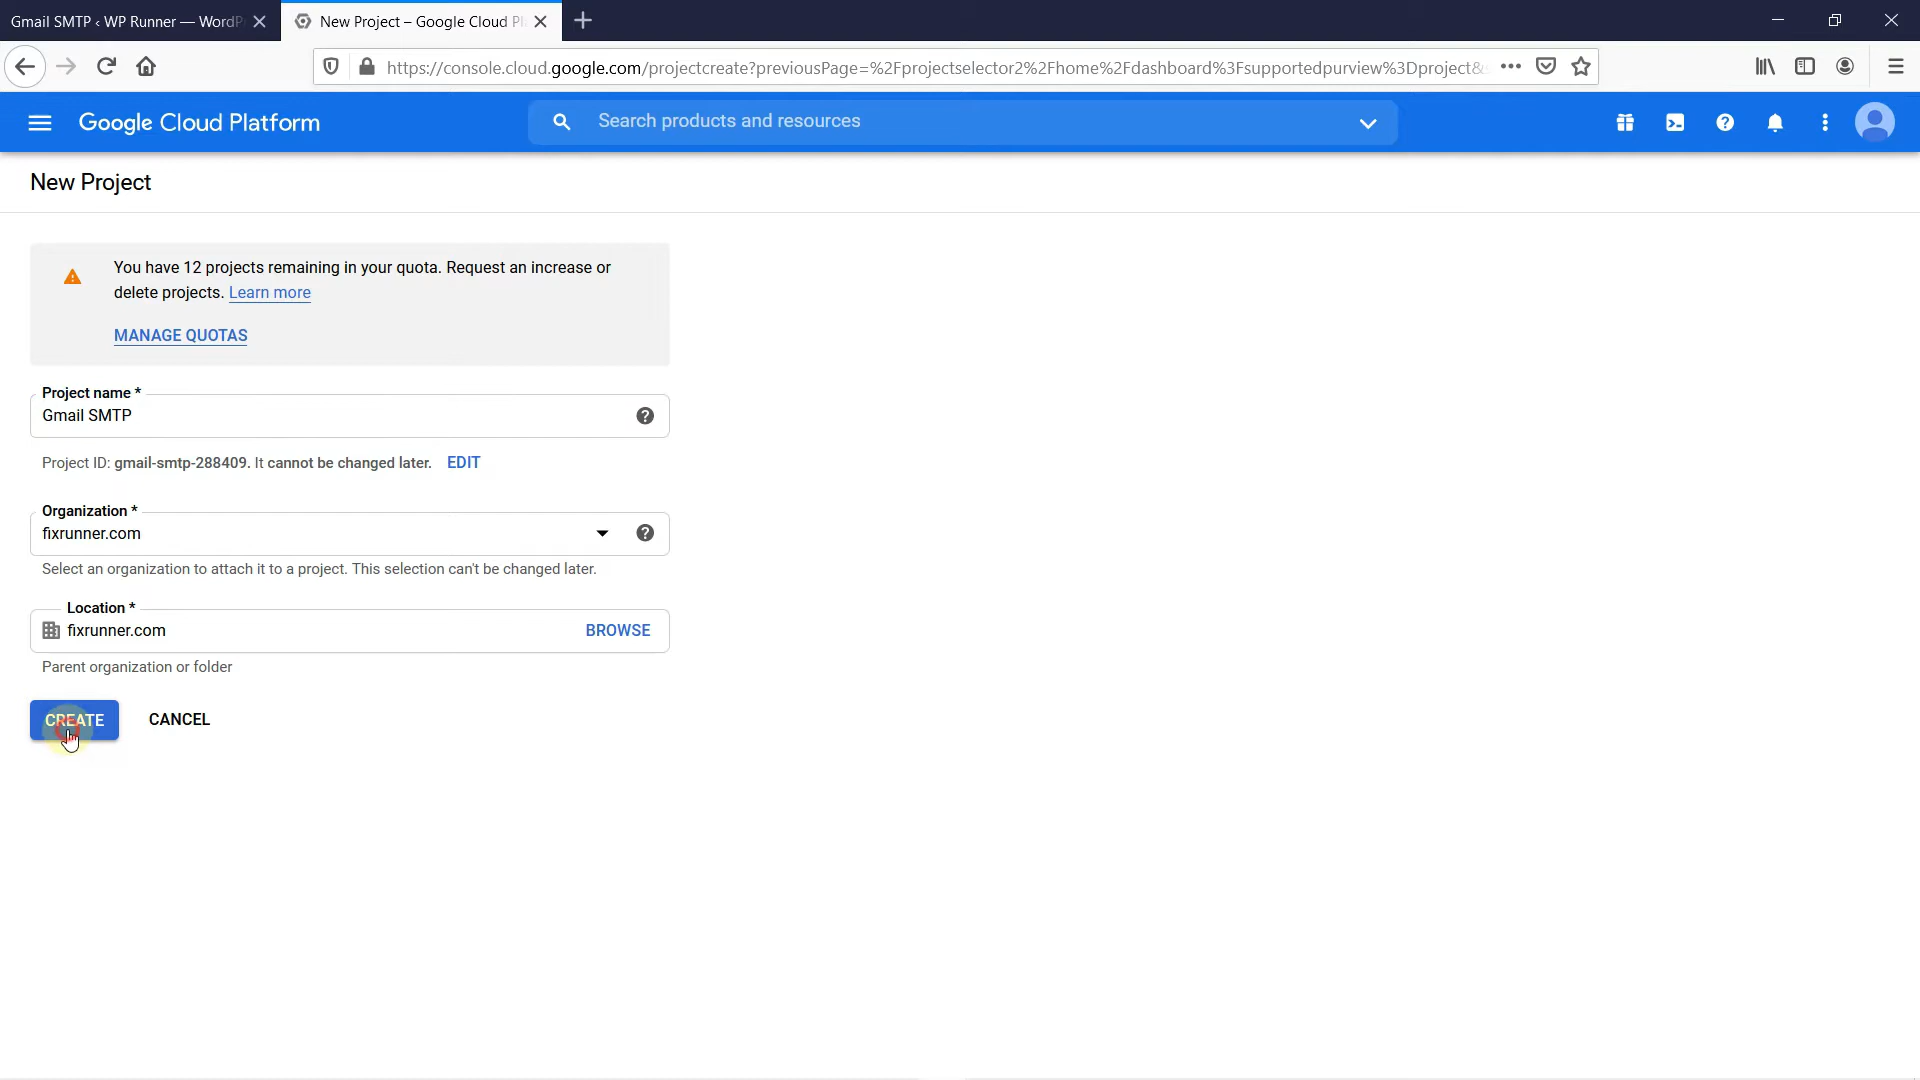 Gmail SMTP ‹ WP Runner — WordP
New Project – Google Cloud Pl
https://console.cloud.google.com/projectcreate?previousPage=%2Fprojectselector2%2Fhome%2Fdashboard%3Fsupportedpurview%3Dproject&
Google Cloud Platform
Search products and resources
New Project
You have 12 projects remaining in your quota. Request an increase or
delete projects. Learn more
MANAGE QUOTAS
Project name *
Gmail SMTP
Project ID: gmail-smtp-288409. It cannot be changed later. EDIT
Organization *
fixrunner.com
Select an organization to attach it to a project. This selection can't be changed later.
Location *
fixrunner.com
BROWSE
Parent organization or folder
CREATE
CANCEL